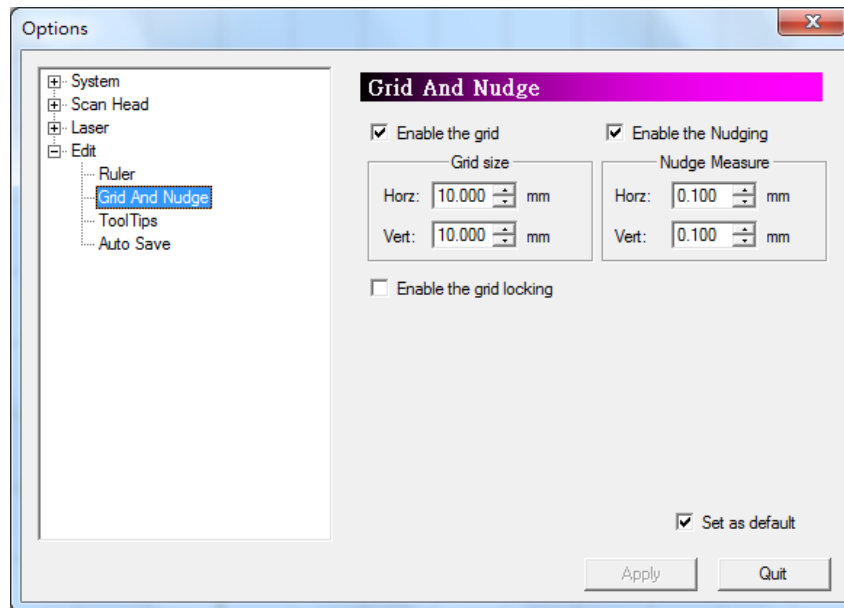 Options
System
Scan Head
Laser
Edit
Ruler
Grid And Nudge
ToolTips
Auto Save
Grid And Nudge
Enable the grid
Enable the Nudging
Grid size
Horz: 10.000 mm
Vert: 10.000 mm
Nudge Measure
Horz: 0.100 mm
Vert: 0.100 mm
Enable the grid locking
Set as default
Apply
Quit